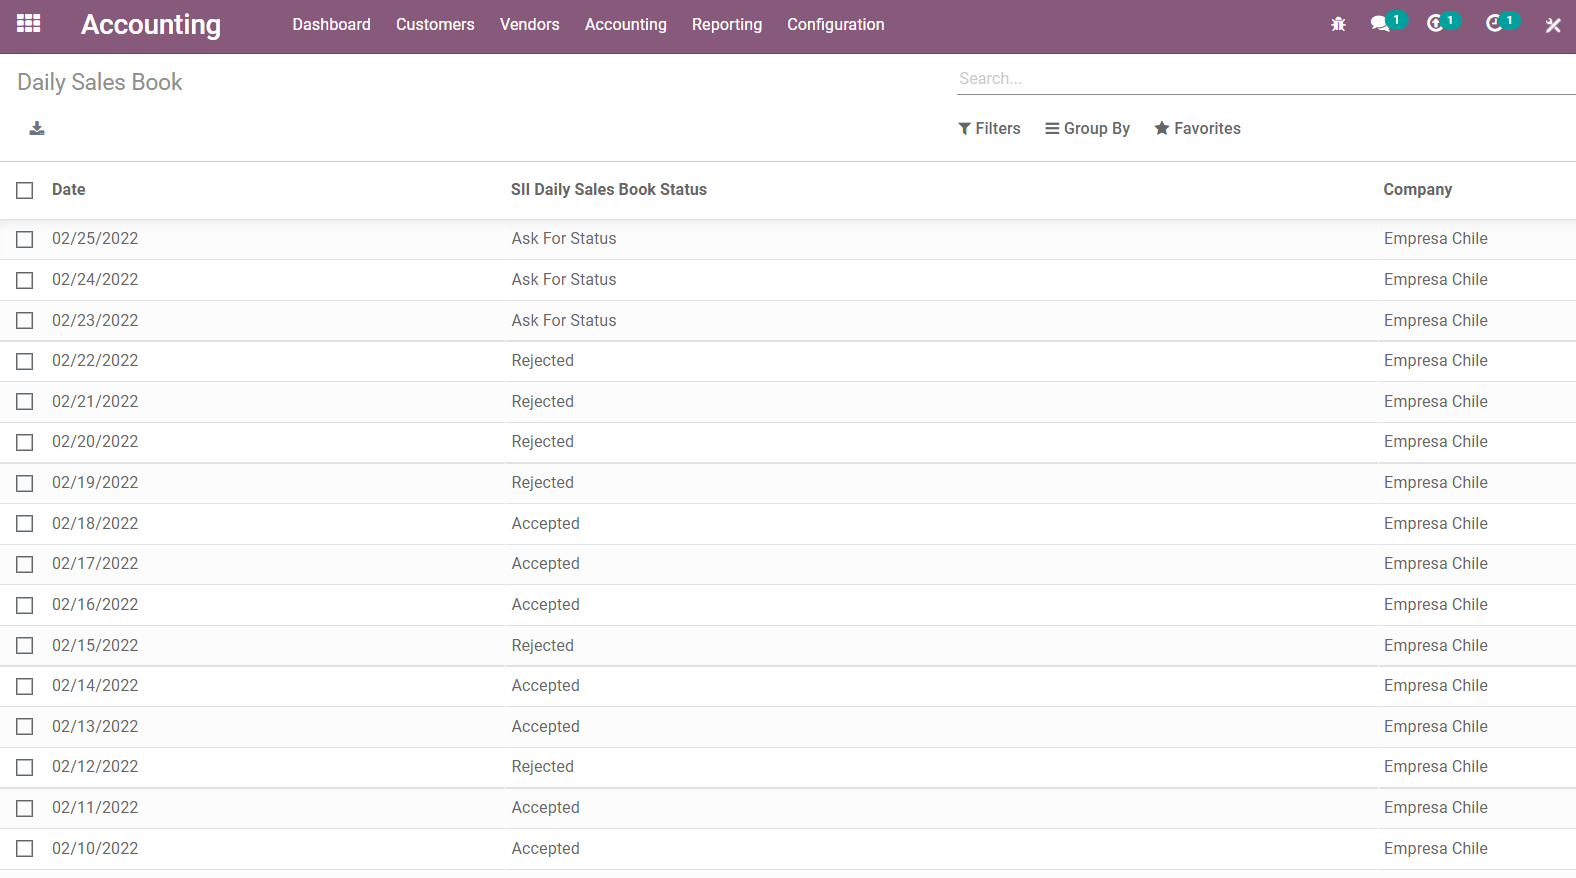 Accounting Dashboard Customers Vendors Accounting Reporting Configuration 1 1 1
Daily Sales Book Search...
Filters Group By Favorites
Date SII Daily Sales Book Status Company
02/25/2022 Ask For Status Empresa Chile
02/24/2022 Ask For Status Empresa Chile
02/23/2022 Ask For Status Empresa Chile
02/22/2022 Rejected Empresa Chile
02/21/2022 Rejected Empresa Chile
02/20/2022 Rejected Empresa Chile
02/19/2022 Rejected Empresa Chile
02/18/2022 Accepted Empresa Chile
02/17/2022 Accepted Empresa Chile
02/16/2022 Accepted Empresa Chile
02/15/2022 Rejected Empresa Chile
02/14/2022 Accepted Empresa Chile
02/13/2022 Accepted Empresa Chile
02/12/2022 Rejected Empresa Chile
02/11/2022 Accepted Empresa Chile
02/10/2022 Accepted Empresa Chile